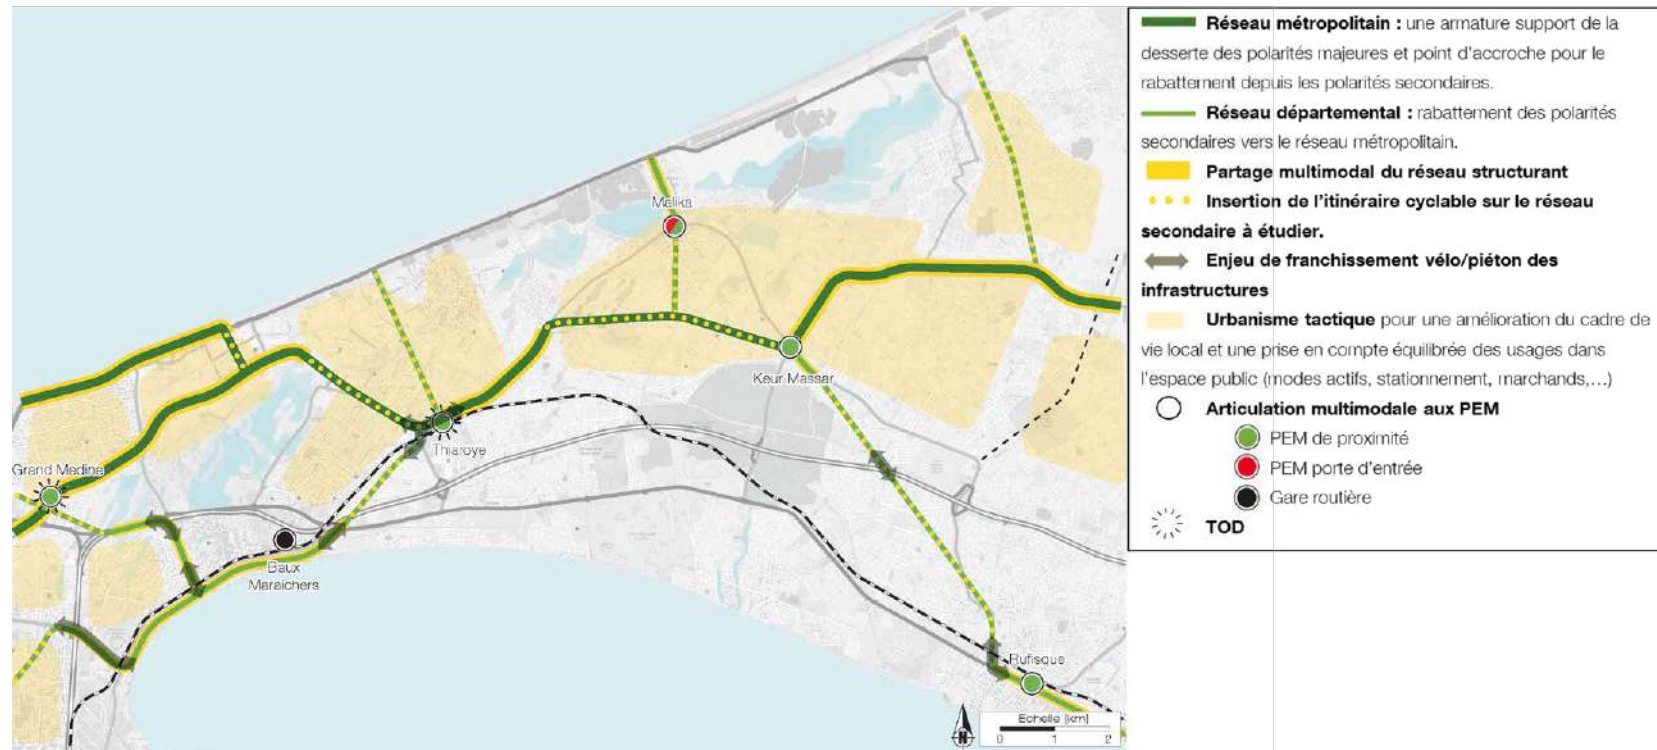 Malika
Keur Massar
Thiaroye
Grand Medine
Baux
Maraichers
Rufisque
Echelle [km]
0 1 2
N
Réseau métropolitain : une armature support de la
desserte des polarités majeures et point d'accroche pour le
rabattement depuis les polarités secondaires.
Réseau départemental : rabattement des polarités
secondaires vers le réseau métropolitain.
Partage multimodal du réseau structurant
Insertion de l'itinéraire cyclable sur le réseau
secondaire à étudier.
Enjeu de franchissement vélo/piéton des
infrastructures
Urbanisme tactique pour une amélioration du cadre de
vie local et une prise en compte équilibrée des usages dans
l'espace public (modes actifs, stationnement, marchands,...)
Articulation multimodale aux PEM
PEM de proximité
PEM porte d'entrée
Gare routière
TOD